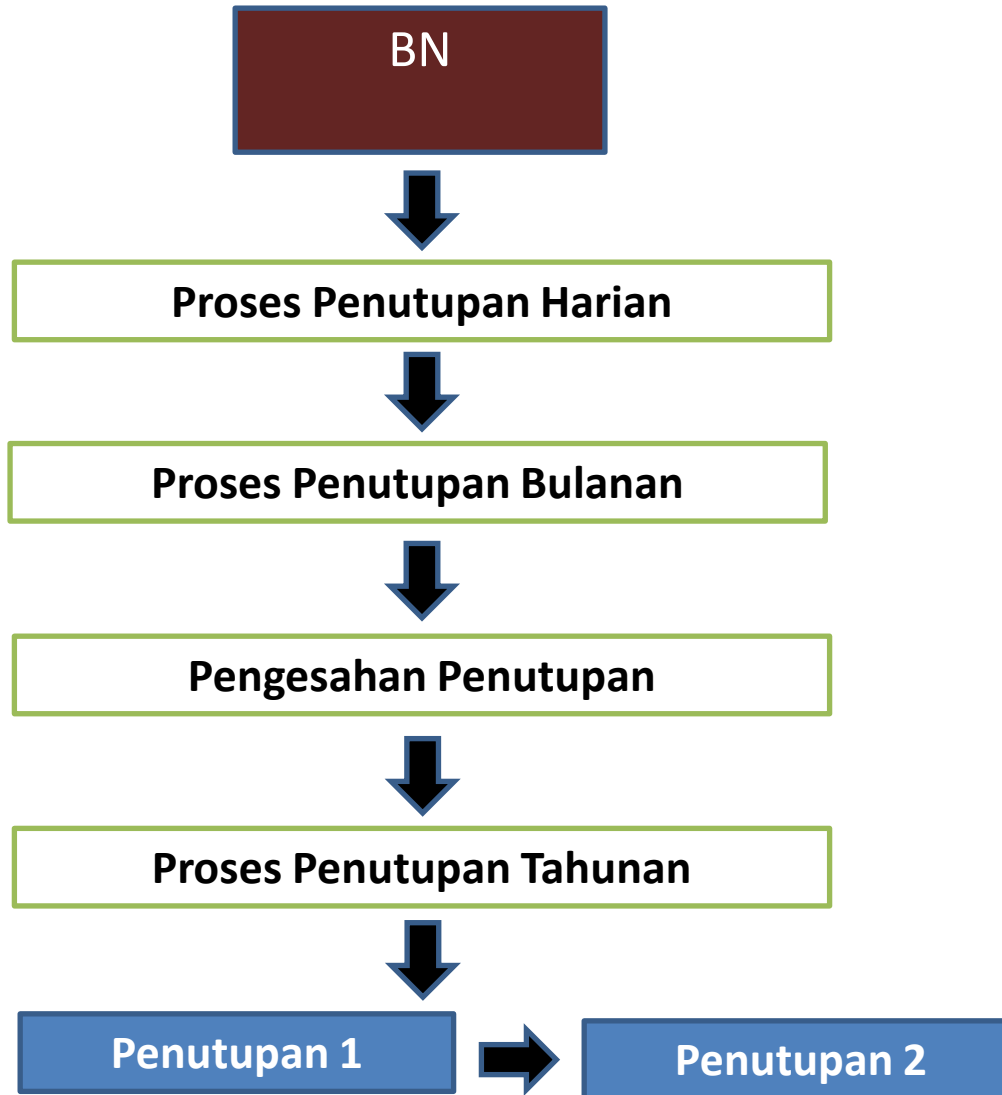 BN
Proses Penutupan Harian
Proses Penutupan Bulanan
Pengesahan Penutupan
Proses Penutupan Tahunan
Penutupan 1
Penutupan 2